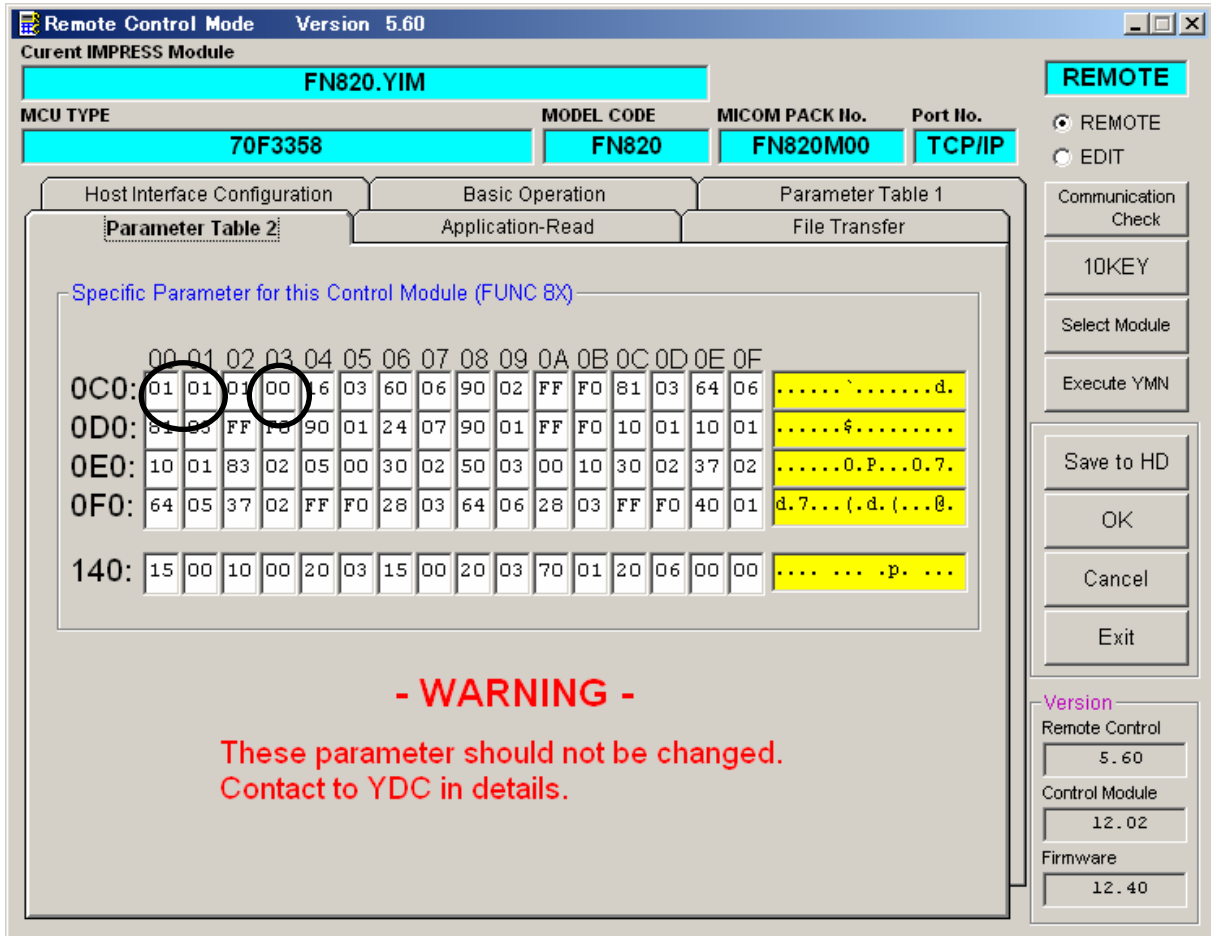 Remote Control Mode Version 5.60
Curent IMPRESS Module
FN820.YIM
REMOTE
MCU TYPE MODEL CODE MICOM PACK No. Port No.
70F3358 FN820 FN820M00 TCP/IP
REMOTE
EDIT
Host Interface Configuration Basic Operation Parameter Table 1
Parameter Table 2 Application-Read File Transfer
Communication
Check
10KEY
Select Module
Execute YMN
Save to HD
OK
Cancel
Exit
Specific Parameter for this Control Module (FUNC 8X)
00 01 02 03 04 05 06 07 08 09 0A 0B 0C 0D 0E 0F
0C0: 01 01 01 00 16 03 60 06 90 02 FF F0 81 03 64 06 ......`.......d.
0D0: 81 03 FF F0 90 01 24 07 90 01 FF F0 10 01 10 01 ......$.........
0E0: 10 01 83 02 05 00 30 02 50 03 00 10 30 02 37 02 ......0.P...0.7.
0F0: 64 05 37 02 FF F0 28 03 64 06 28 03 FF F0 40 01 d.7...(.d.(...@.
140: 15 00 10 00 20 03 15 00 20 03 70 01 20 06 00 00 .... ... .p. ...
- WARNING -
These parameter should not be changed.
Contact to YDC in details.
Version
Remote Control
5.60
Control Module
12.02
Firmware
12.40